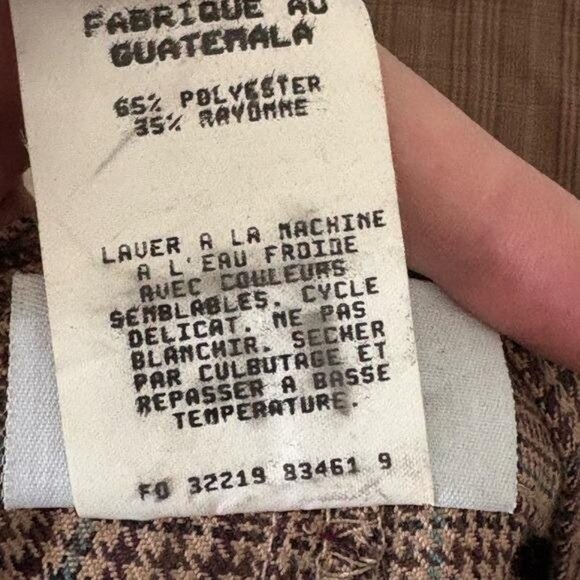 FABRIQUE AU
GUATEMALA
65% POLYESTER
35% RAYONNE
LAVER A LA MACHINE
A L'EAU FROIDE
AVEC COULEURS
SEMBLABLES. CYCLE
DELICAT. NE PAS
BLANCHIR. SECHER
PAR CULBUTAGE ET
REPASSER A BASSE
TEMPERATURE.
FO 32219 83461 9